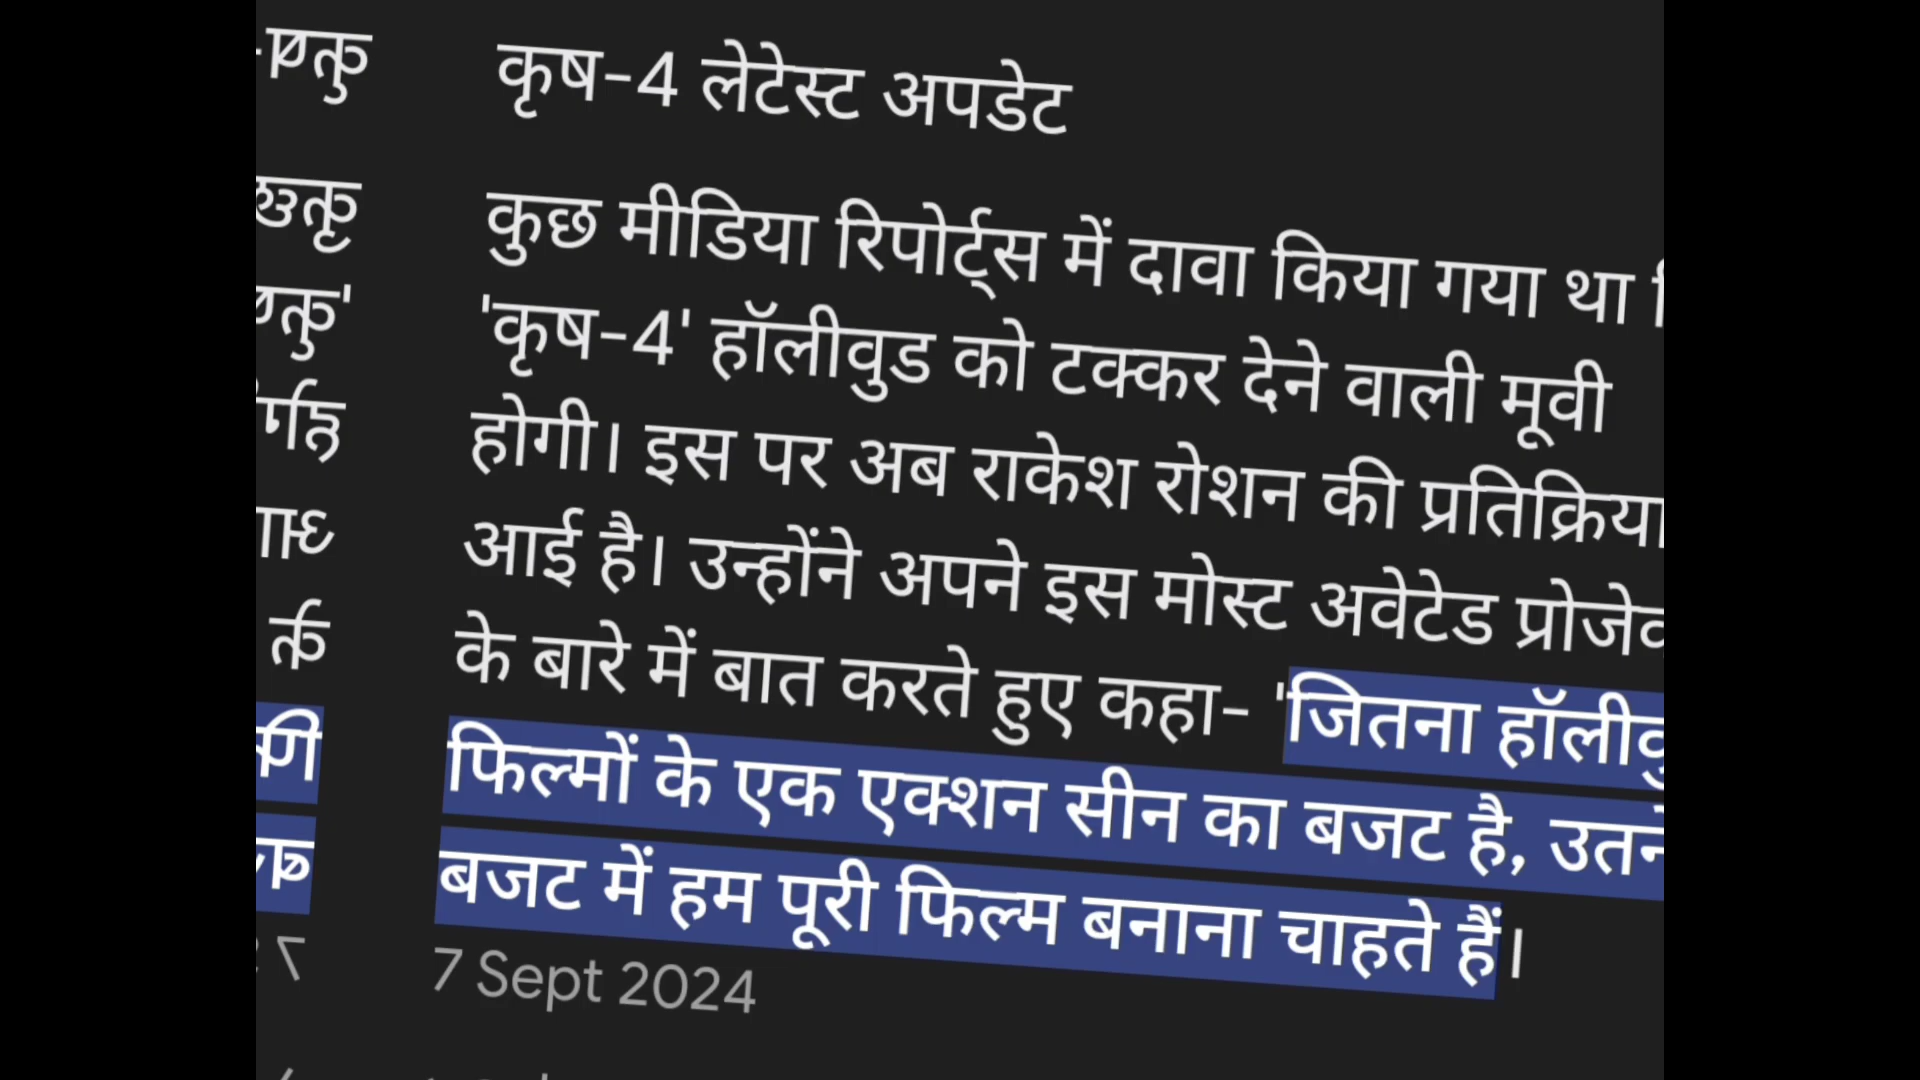 कृष-4 लेटेस्ट अपडेट
कुछ मीडिया रिपोर्ट्स में दावा किया गया था
'कृष-4' हॉलीवुड को टक्कर देने वाली मूवी
होगी। इस पर अब राकेश रोशन की प्रतिक्रिया
आई है। उन्होंने अपने इस मोस्ट अवेटेड
के बारे में बात करते हुए कहा- 'जितना
फिल्मों के एक एक्शन सीन का बजट है,
बजट में हम पूरी फिल्म बनाना चाहते हैं।
7 Sept 2024